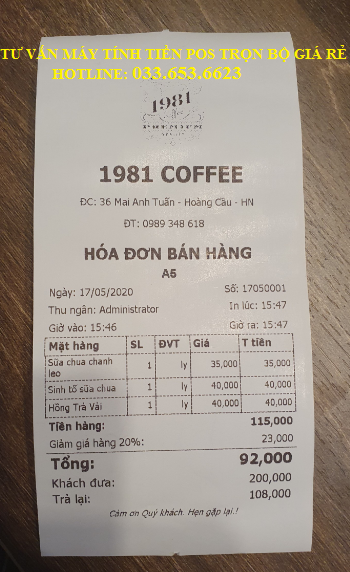 TƯ VẤN MÁY TÍNH TIỀN POS TRỌN BỘ GIÁ RẺ
HOTLINE: 033.653.6623
1981
1981 COFFEE
ĐC: 36 Mai Anh Tuấn - Hoàng Cầu - HN
ĐT: 0989 348 618
HÓA ĐƠN BÁN HÀNG
A5
Ngày: 17/05/2020 Số: 17050001
Thu ngân: Administrator In lúc: 15:47
Giờ vào: 15:46 Giờ ra: 15:47
Mặt hàng SL ĐVT Giá T tiền
Sữa chua chanh leo 1 ly 35,000 35,000
Sinh tố sữa chua 1 ly 40,000 40,000
Hồng Trà Vải 1 ly 40,000 40,000
Tiền hàng: 115,000
Giảm giá hàng 20%: 23,000
Tổng: 92,000
Khách đưa: 200,000
Trả lại: 108,000
Cảm ơn Quý khách. Hẹn gặp lại.!